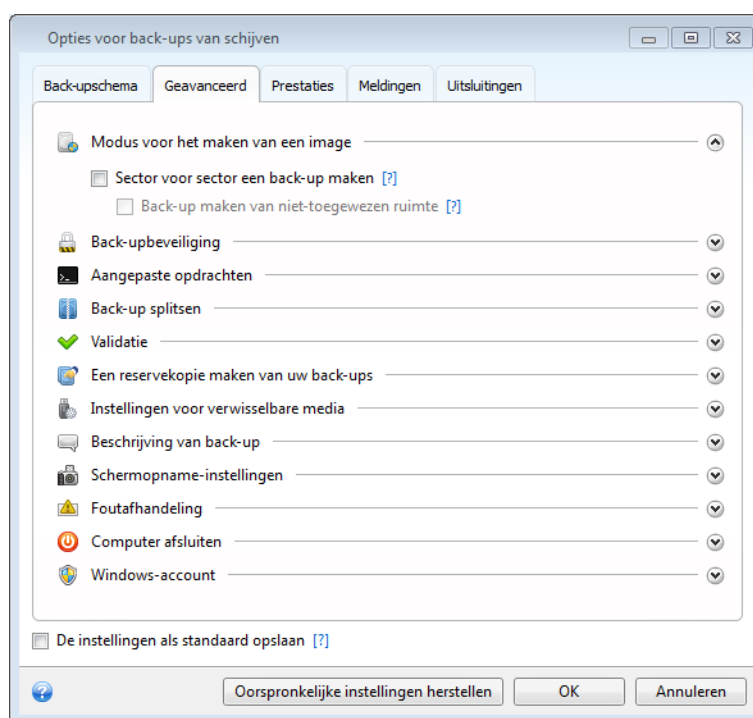 Opties voor back-ups van schijven
Back-upschema Geavanceerd Prestaties Meldingen Uitsluitingen
Modus voor het maken van een image
Sector voor sector een back-up maken [?]
Back-up maken van niet-toegewezen ruimte [?]
Back-upbeveiliging
Aangepaste opdrachten
Back-up splitsen
Validatie
Een reservekopie maken van uw back-ups
Instellingen voor verwisselbare media
Beschrijving van back-up
Schermopname-instellingen
Foutafhandeling
Computer afsluiten
Windows-account
De instellingen als standaard opslaan [?]
Oorspronkelijke instellingen herstellen OK Annuleren